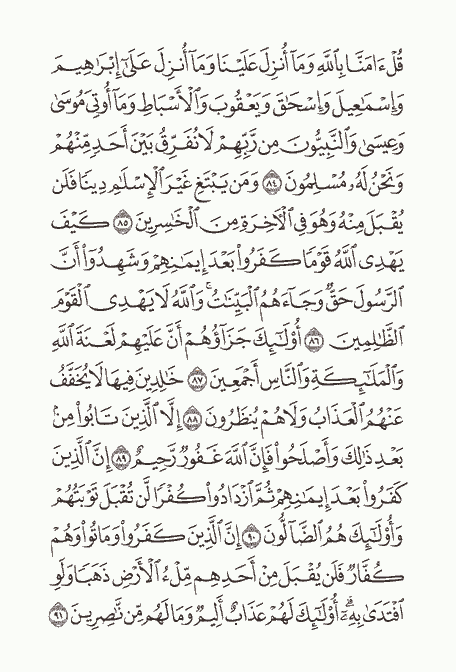 قُلْ ءَامَنَّا بِٱللَّهِ وَمَآ أُنزِلَ عَلَيْنَا وَمَآ أُنزِلَ عَلَىٰٓ إِبْرَٰهِيمَ
وَإِسْمَٰعِيلَ وَإِسْحَٰقَ وَيَعْقُوبَ وَٱلْأَسْبَاطِ وَمَآ أُوتِىَ مُوسَىٰ
وَعِيسَىٰ وَٱلنَّبِيُّونَ مِن رَّبِّهِمْ لَا نُفَرِّقُ بَيْنَ أَحَدٍ مِّنْهُمْ
وَنَحْنُ لَهُۥ مُسْلِمُونَ ٨٤ وَمَن يَبْتَغِ غَيْرَ ٱلْإِسْلَٰمِ دِينًا فَلَن
يُقْبَلَ مِنْهُ وَهُوَ فِى ٱلْءَاخِرَةِ مِنَ ٱلْخَٰسِرِينَ ٨٥ كَيْفَ
يَهْدِى ٱللَّهُ قَوْمًا كَفَرُوا۟ بَعْدَ إِيمَٰنِهِمْ وَشَهِدُوٓا۟ أَنَّ
ٱلرَّسُولَ حَقٌّ وَجَآءَهُمُ ٱلْبَيِّنَٰتُ ۚ وَٱللَّهُ لَا يَهْدِى ٱلْقَوْمَ
ٱلظَّٰلِمِينَ ٨٦ أُو۟لَٰٓئِكَ جَزَآؤُهُمْ أَنَّ عَلَيْهِمْ لَعْنَةَ ٱللَّهِ
وَٱلْمَلَٰٓئِكَةِ وَٱلنَّاسِ أَجْمَعِينَ ٨٧ خَٰلِدِينَ فِيهَا لَا يُخَفَّفُ
عَنْهُمُ ٱلْعَذَابُ وَلَا هُمْ يُنظَرُونَ ٨٨ إِلَّا ٱلَّذِينَ تَابُوا۟ مِنۢ
بَعْدِ ذَٰلِكَ وَأَصْلَحُوا۟ فَإِنَّ ٱللَّهَ غَفُورٌ رَّحِيمٌ ٨٩ إِنَّ ٱلَّذِينَ
كَفَرُوا۟ بَعْدَ إِيمَٰنِهِمْ ثُمَّ ٱزْدَادُوا۟ كُفْرًا لَّن تُقْبَلَ تَوْبَتُهُمْ
وَأُو۟لَٰٓئِكَ هُمُ ٱلضَّآلُّونَ ٩٠ إِنَّ ٱلَّذِينَ كَفَرُوا۟ وَمَاتُوا۟ وَهُمْ
كُفَّارٌ فَلَن يُقْبَلَ مِنْ أَحَدِهِم مِّلْءُ ٱلْأَرْضِ ذَهَبًا وَلَوِ
ٱفْتَدَىٰ بِهِۦٓ ۗ أُو۟لَٰٓئِكَ لَهُمْ عَذَابٌ أَلِيمٌ وَمَا لَهُم مِّن نَّٰصِرِينَ ٩١